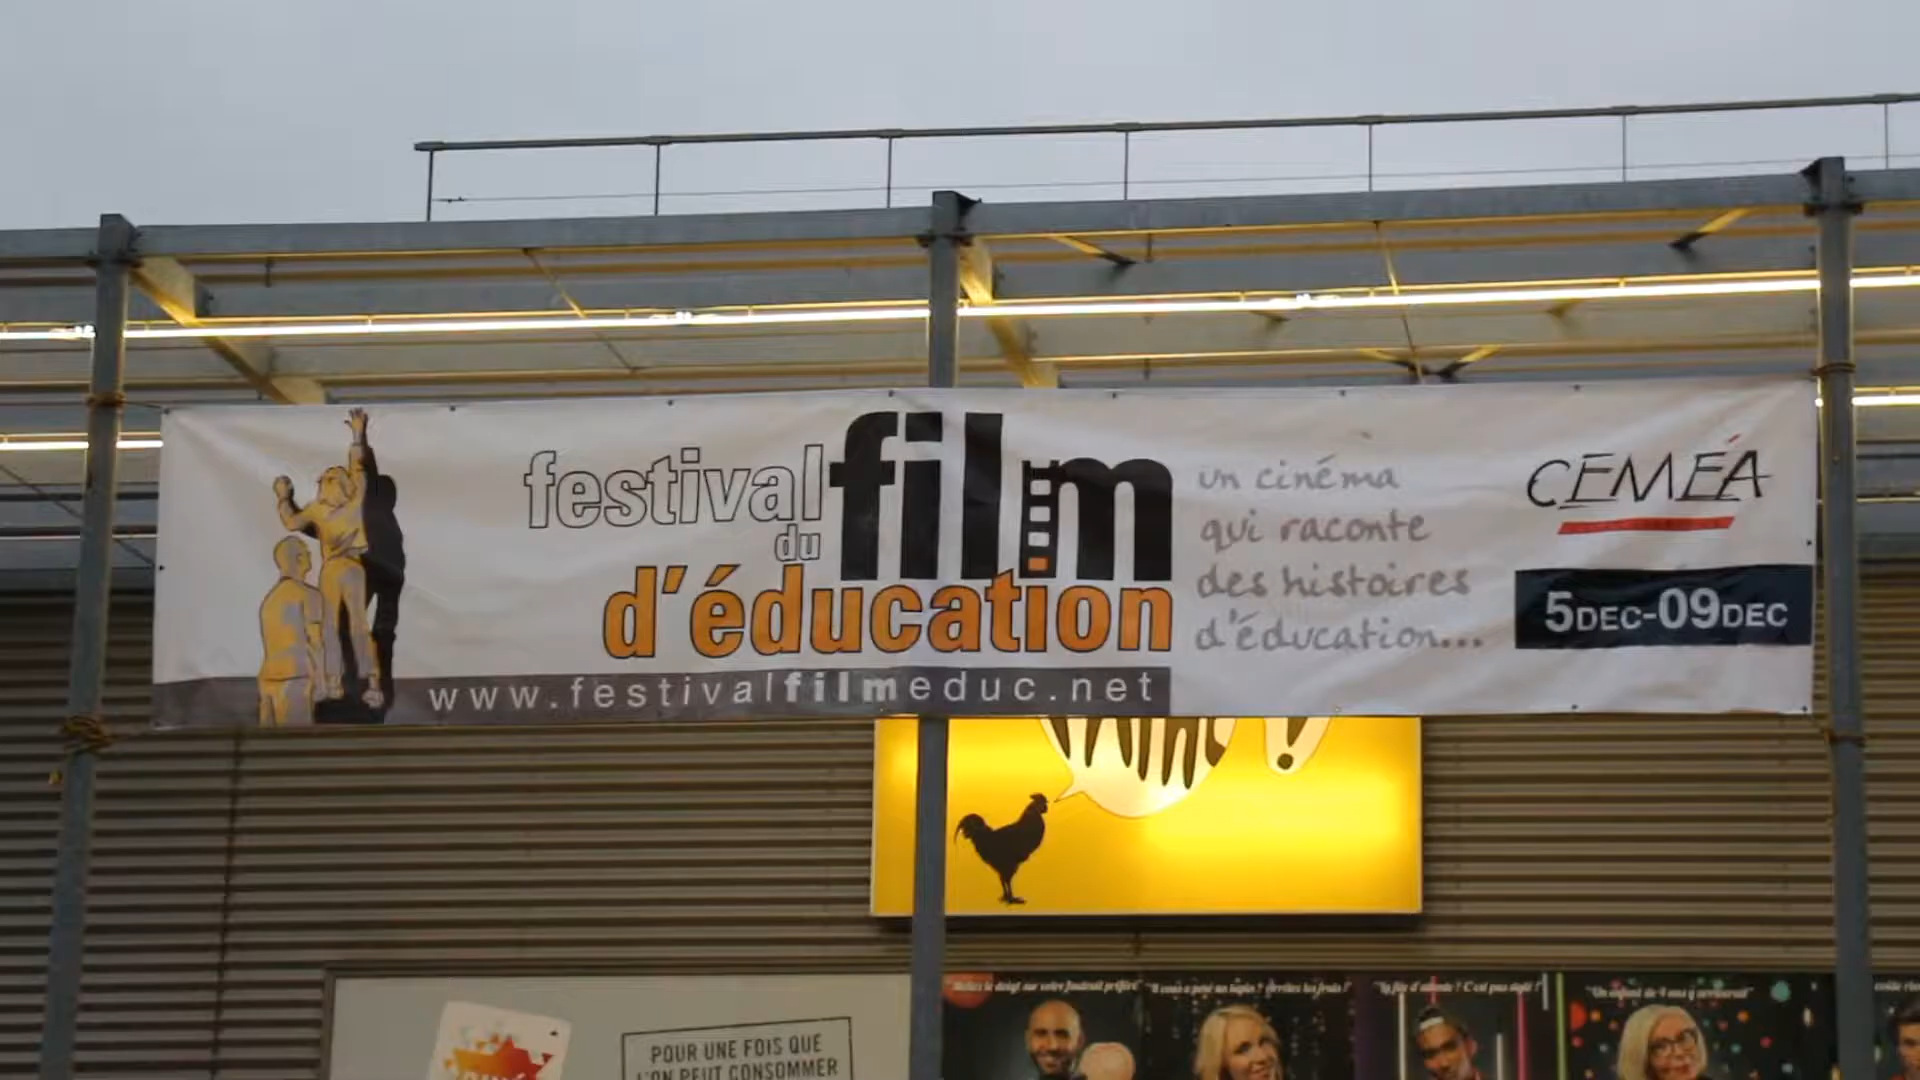 festival
du
film
d'éducation
www.festivalfilmeduc.net
un cinéma
qui raconte
des histoires
d'éducation...
CEMÉA
5DEC-09DEC
POUR UNE FOIS QUE
L'ON PEUT CONSOMMER